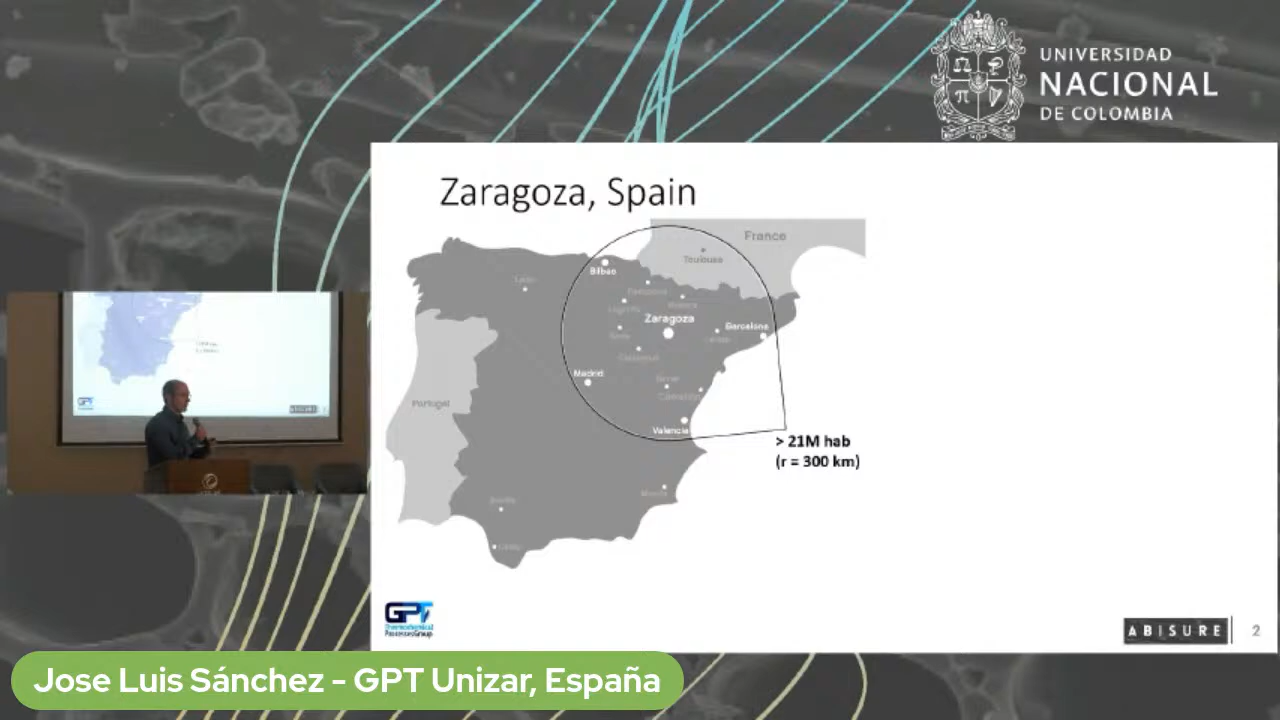 UNIVERSIDAD
NACIONAL
DE COLOMBIA
Zaragoza, Spain
France
Toulouse
Bilbao
Zaragoza
Barcelona
Madrid
Portugal
Valencia
> 21M hab
(r = 300 km)
GPT
ABISURE
2
Jose Luis Sánchez - GPT Unizar, España